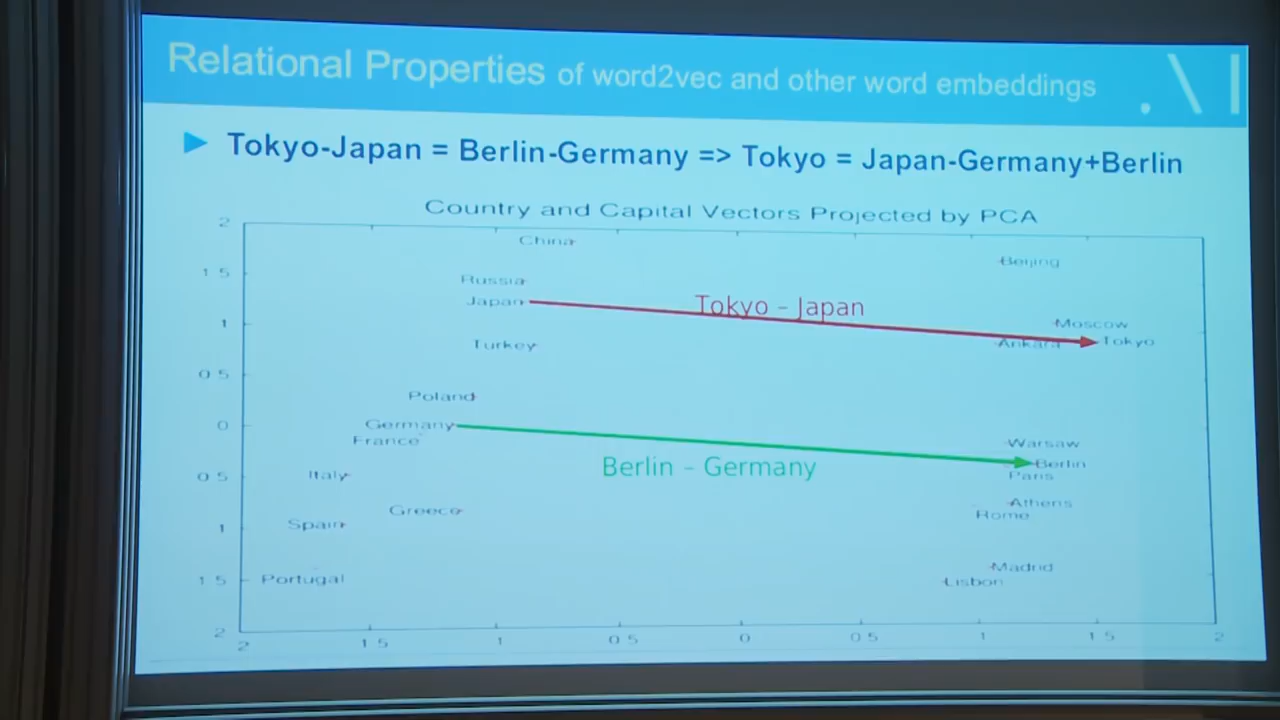 Relational Properties of word2vec and other word embeddings
Tokyo-Japan = Berlin-Germany => Tokyo = Japan-Germany+Berlin
Country and Capital Vectors Projected by PCA
2
China
Beijing
1 5
Russia
Japan
Tokyo - Japan
1
Moscow
Turkey
Ankara
Tokyo
0 5
Poland
0
Germany
France
Warsaw
Berlin - Germany
Berlin
0 5
Italy
Paris
Greece
Athens
1
Spain
Rome
1 5
Portugal
Madrid
Lisbon
2
2 1 5 1 0 5 0 0 5 1 1 5 2